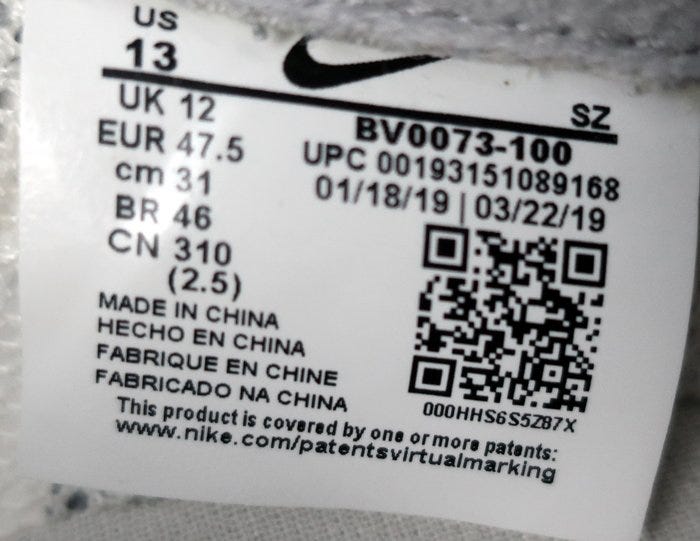 US
13
SZ
UK 12
BV0073-100
EUR 47.5
UPC 00193151089168
cm 31
01/18/19 | 03/22/19
BR 46
CN 310
(2.5)
MADE IN CHINA
HECHO EN CHINA
FABRIQUE EN CHINE
FABRICADO NA CHINA
000HHS6S5Z87X
This product is covered by one or more patents:
www.nike.com/patentsvirtualmarking